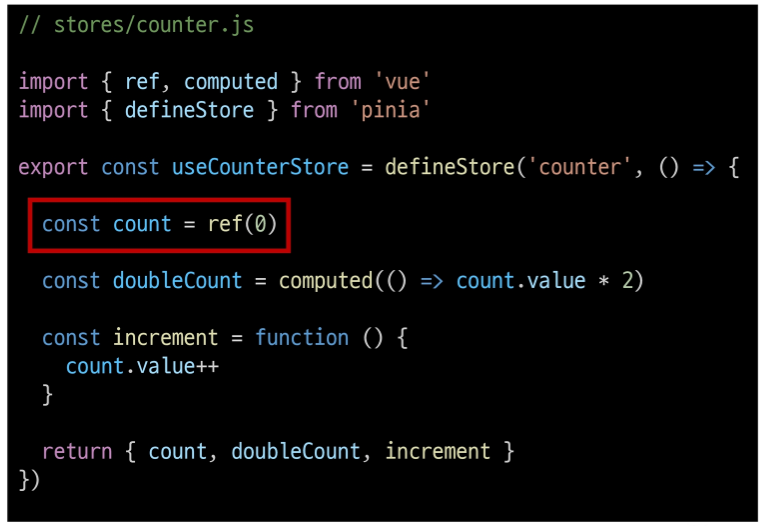 // stores/counter.js
import { ref, computed } from 'vue'
import { defineStore } from 'pinia'
export const useCounterStore = defineStore('counter', () => {
const count = ref(0)
const doubleCount = computed(() => count.value * 2)
const increment = function () {
count.value++
}
return { count, doubleCount, increment }
})